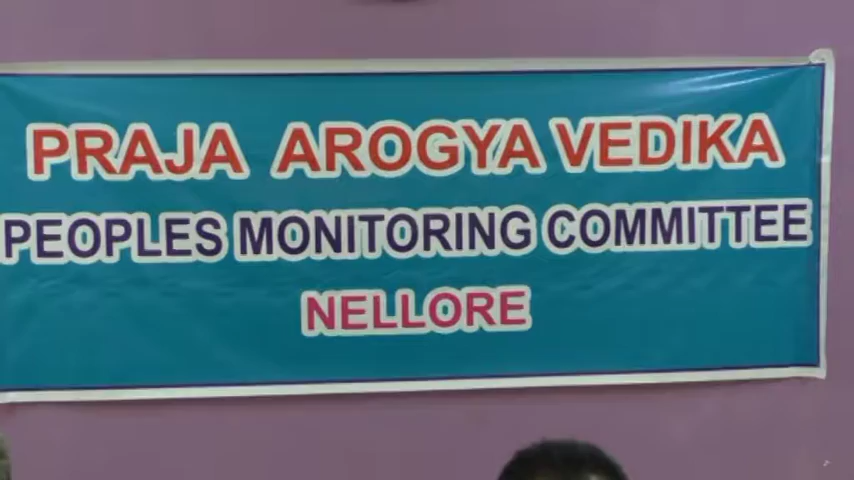 PRAJA AROGYA VEDIKA
PEOPLES MONITORING COMMITTEE
NELLORE